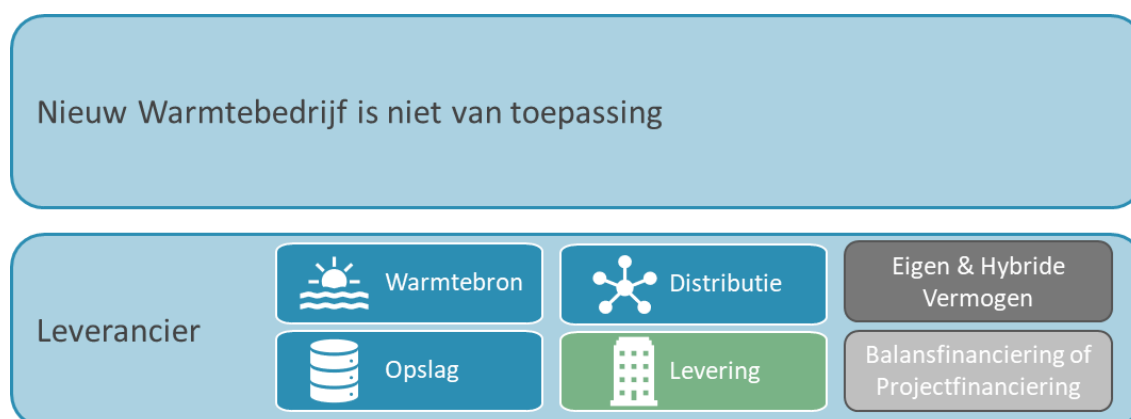 Nieuw Warmtebedrijf is niet van toepassing
Leverancier
Warmtebron
Distributie
Eigen & Hybride
Vermogen
Opslag
Levering
Balansfinanciering of
Projectfinanciering